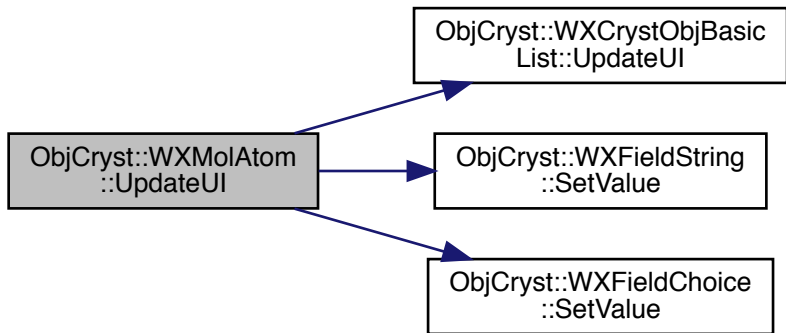 ObjCryst::WXMolAtom
::UpdateUI
ObjCryst::WXCrystObjBasic
List::UpdateUI
ObjCryst::WXFieldString
::SetValue
ObjCryst::WXFieldChoice
::SetValue